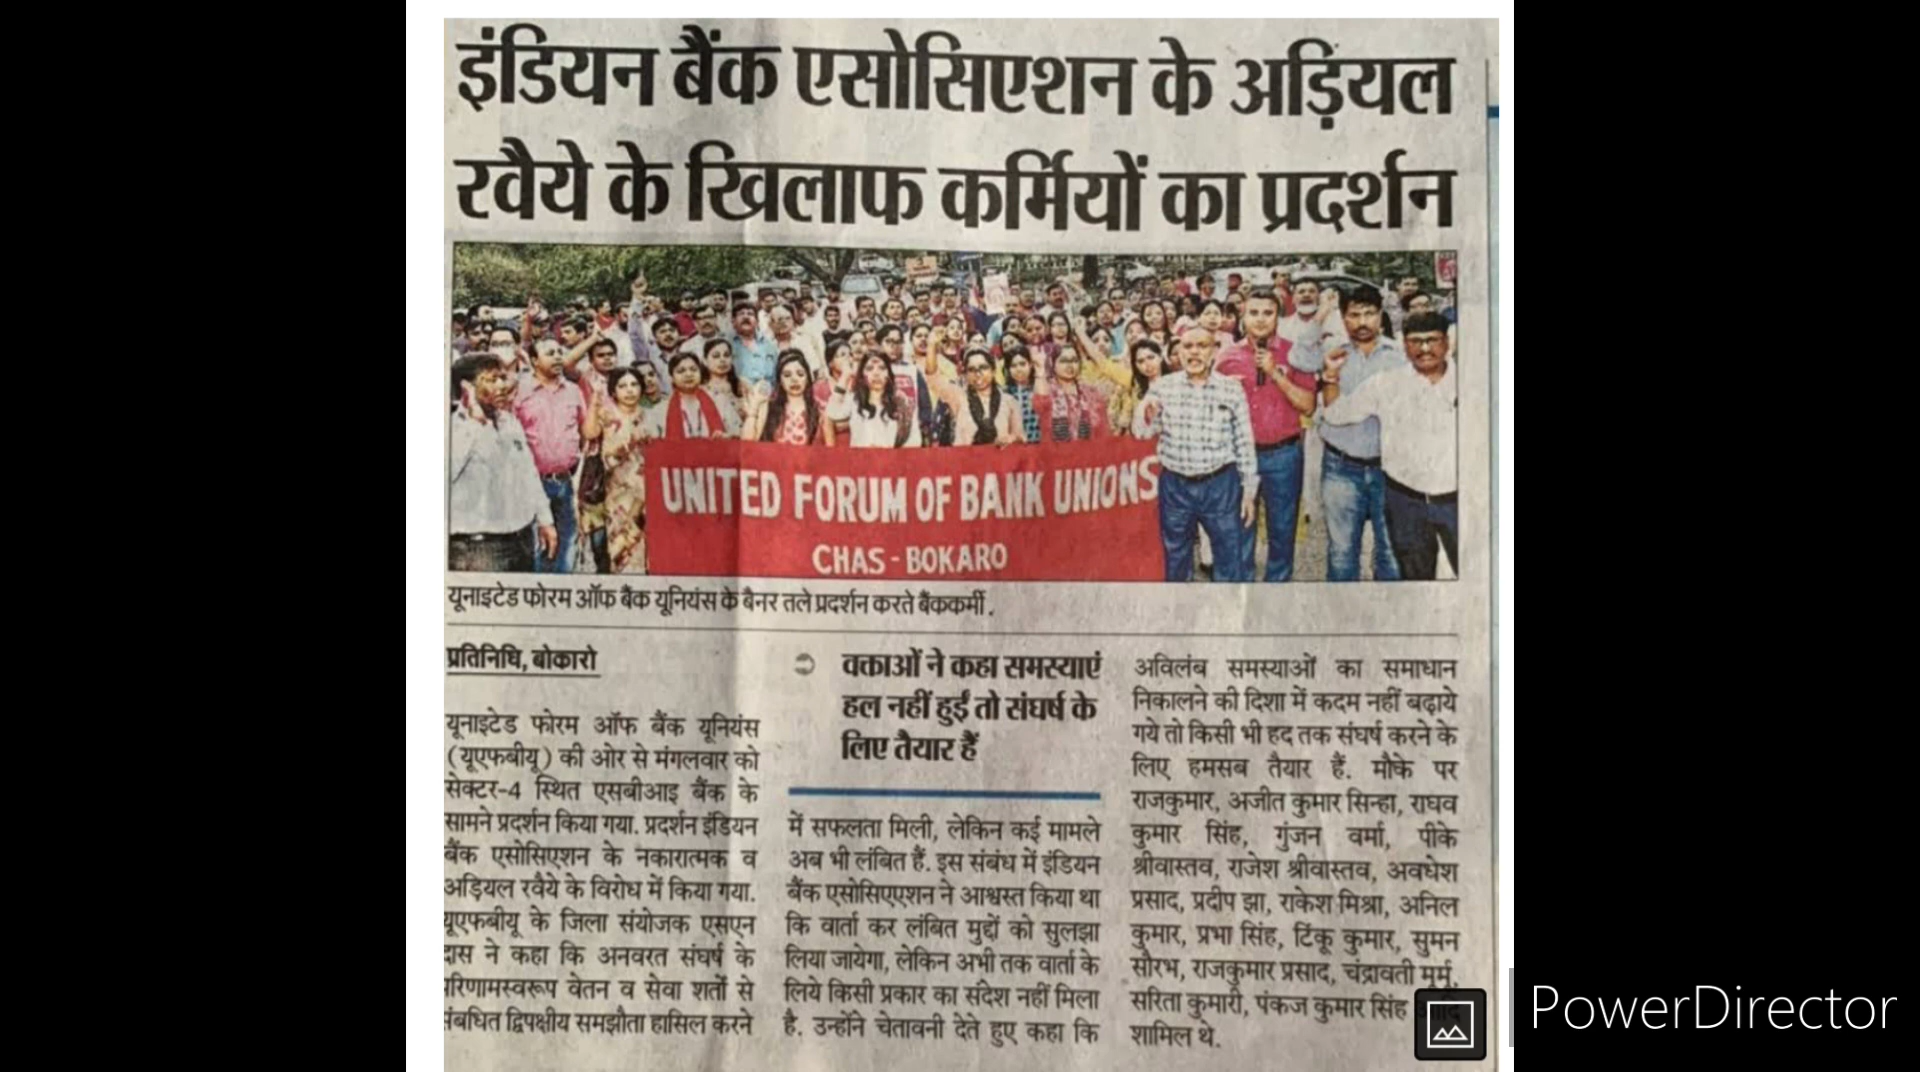 इंडियन बैंक एसोसिएशन के अड़ियल
रवैये के खिलाफ कर्मियों का प्रदर्शन
UNITED FORUM OF BANK UNIONS
CHAS - BOKARO
यूनाइटेड फोरम ऑफ बैंक यूनियंस के बैनर तले प्रदर्शन करते बैंककर्मी.
प्रतिनिधि, बोकारो
यूनाइटेड फोरम ऑफ बैंक यूनियंस
(यूएफबीयू) की ओर से मंगलवार को
सेक्टर-4 स्थित एसबीआइ बैंक के
सामने प्रदर्शन किया गया. प्रदर्शन इंडियन
बैंक एसोसिएशन के नकारात्मक व
अड़ियल रवैये के विरोध में किया गया.
यूएफबीयू के जिला संयोजक एसएन
दास ने कहा कि अनवरत संघर्ष के
परिणामस्वरूप वेतन व सेवा शर्तों से
संबधित द्विपक्षीय समझौता हासिल करने
वक्ताओं ने कहा समस्याएं
हल नहीं हुईं तो संघर्ष के
लिए तैयार हैं
में सफलता मिली, लेकिन कई मामले
अब भी लंबित हैं. इस संबंध में इंडियन
बैंक एसोसिएएशन ने आश्वस्त किया था
कि वार्ता कर लंबित मुद्दों को सुलझा
लिया जायेगा, लेकिन अभी तक वार्ता के
लिये किसी प्रकार का संदेश नहीं मिला
है. उन्होंने चेतावनी देते हुए कहा कि
अविलंब समस्याओं का समाधान
निकालने की दिशा में कदम नहीं बढ़ाये
गये तो किसी भी हद तक संघर्ष करने के
लिए हमसब तैयार हैं. मौके पर
राजकुमार, अजीत कुमार सिन्हा, राघव
कुमार सिंह, गुंजन वर्मा, पीके
श्रीवास्तव, राजेश श्रीवास्तव, अवधेश
प्रसाद, प्रदीप झा, राकेश मिश्रा, अनिल
कुमार, प्रभा सिंह, टिंकू कुमार, सुमन
सौरभ, राजकुमार प्रसाद, चंद्रावती मुर्मू,
सरिता कुमारी, पंकज कुमार सिंह आदि
शामिल थे.
PowerDirector